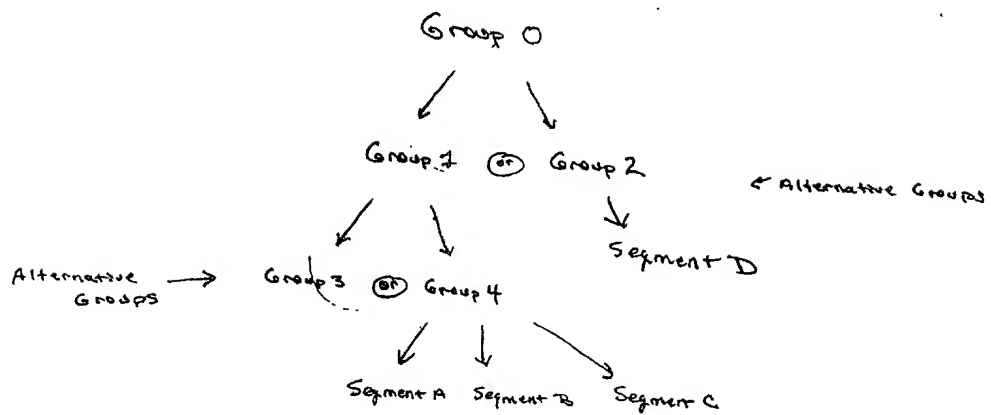 Group 0
Group 1 or Group 2
← Alternative Groups
Segment D
Alternative → Group 3 or Group 4
Groups
Segment A Segment B Segment C